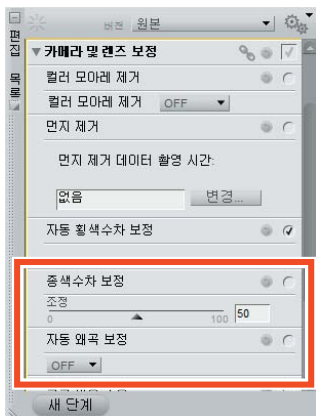 편집 목록
버전 원본
카메라 및 렌즈 보정
컬러 모아레 제거
컬러 모아레 제거 OFF
먼지 제거
먼지 제거 데이터 촬영 시간:
없음 변경...
자동 횡색수차 보정
종색수차 보정
조정
0 100 50
자동 왜곡 보정
OFF
새 단계